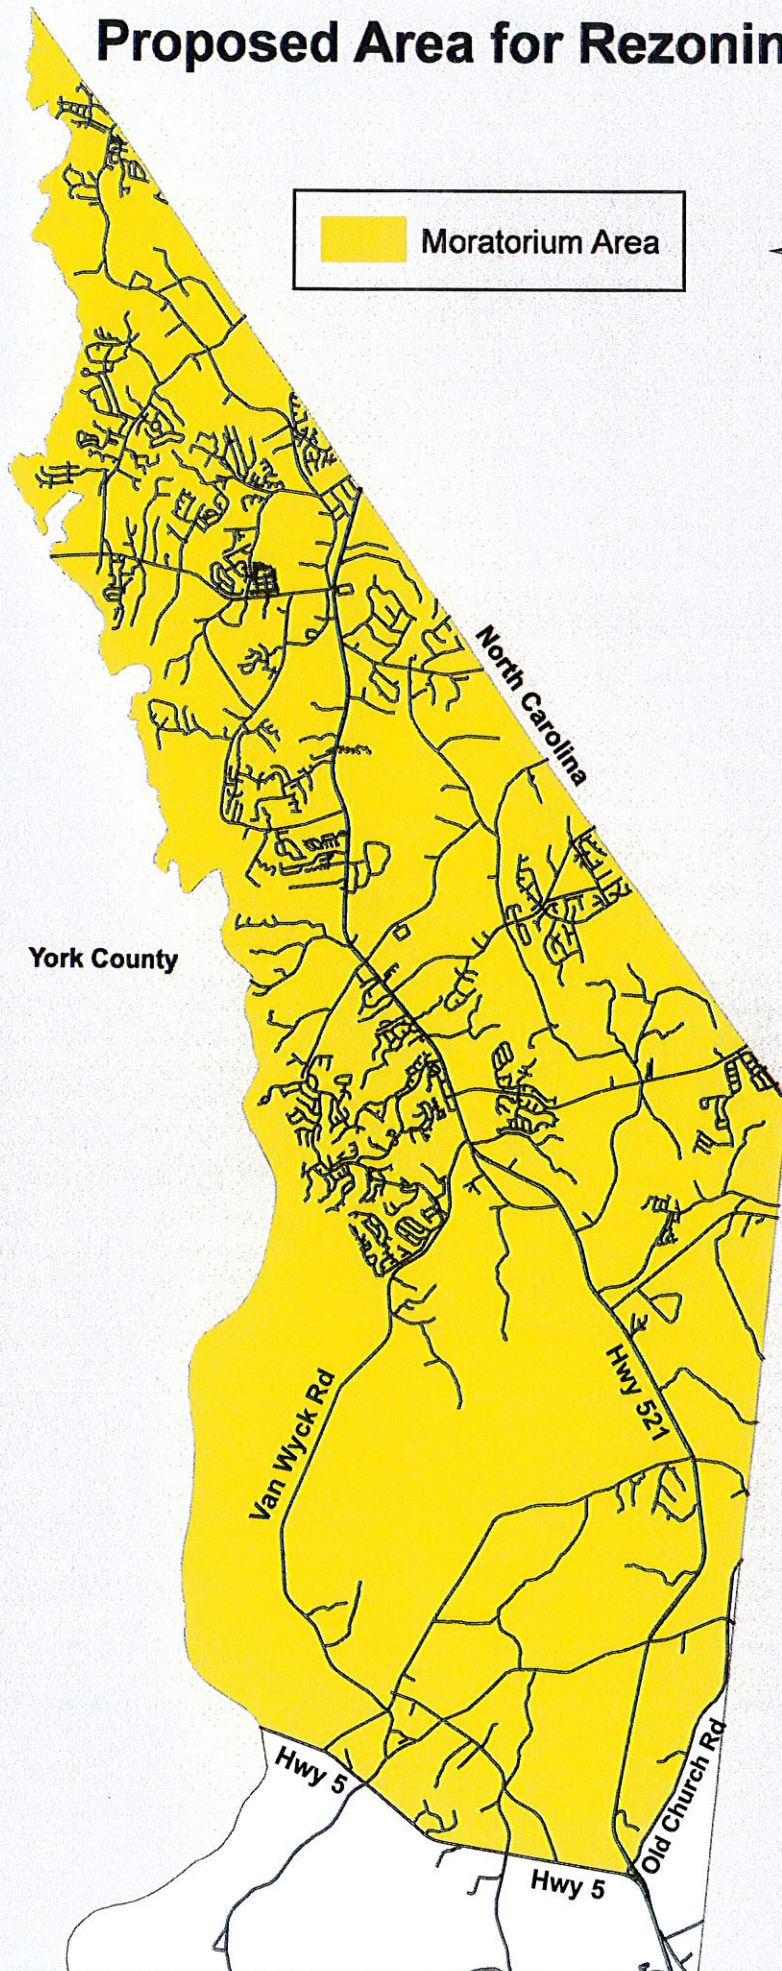 Proposed Area for Rezonin
Moratorium Area
North Carolina
York County
Hwy 521
Van Wyck Rd
Old Church Rd
Hwy 5
Hwy 5